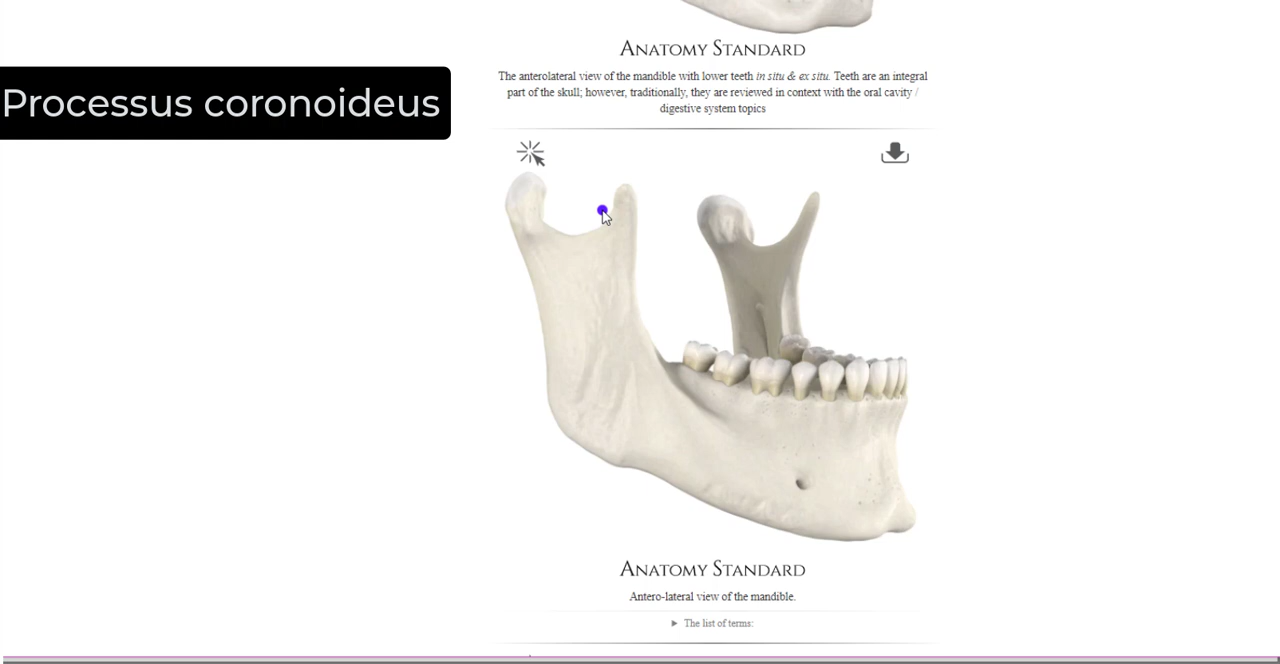 ANATOMY STANDARD
Processus coronoideus
The anterolateral view of the mandible with lower teeth in situ & ex situ. Teeth are an integral
part of the skull; however, traditionally, they are reviewed in context with the oral cavity /
digestive system topics
ANATOMY STANDARD
Antero-lateral view of the mandible.
The list of terms: